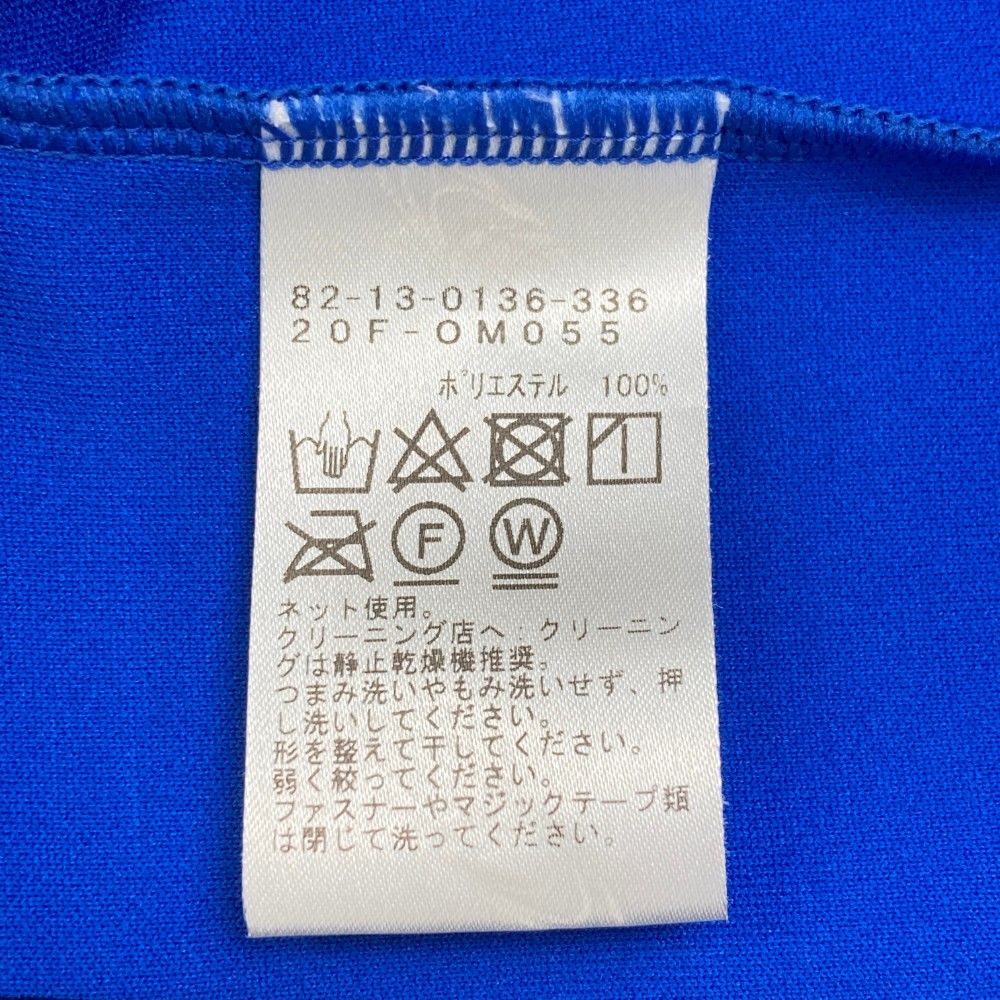 82-13-0136-336
20F-OM055
ポリエステル 100%
F
W
ネット使用。
クリーニング店へ:クリーニン
グは静止乾燥機推奨。
つまみ洗いやもみ洗いせず、押
し洗いしてください。
形を整えて干してください。
弱く絞ってください。
ファスナーやマジックテープ類
は閉じて洗ってください。